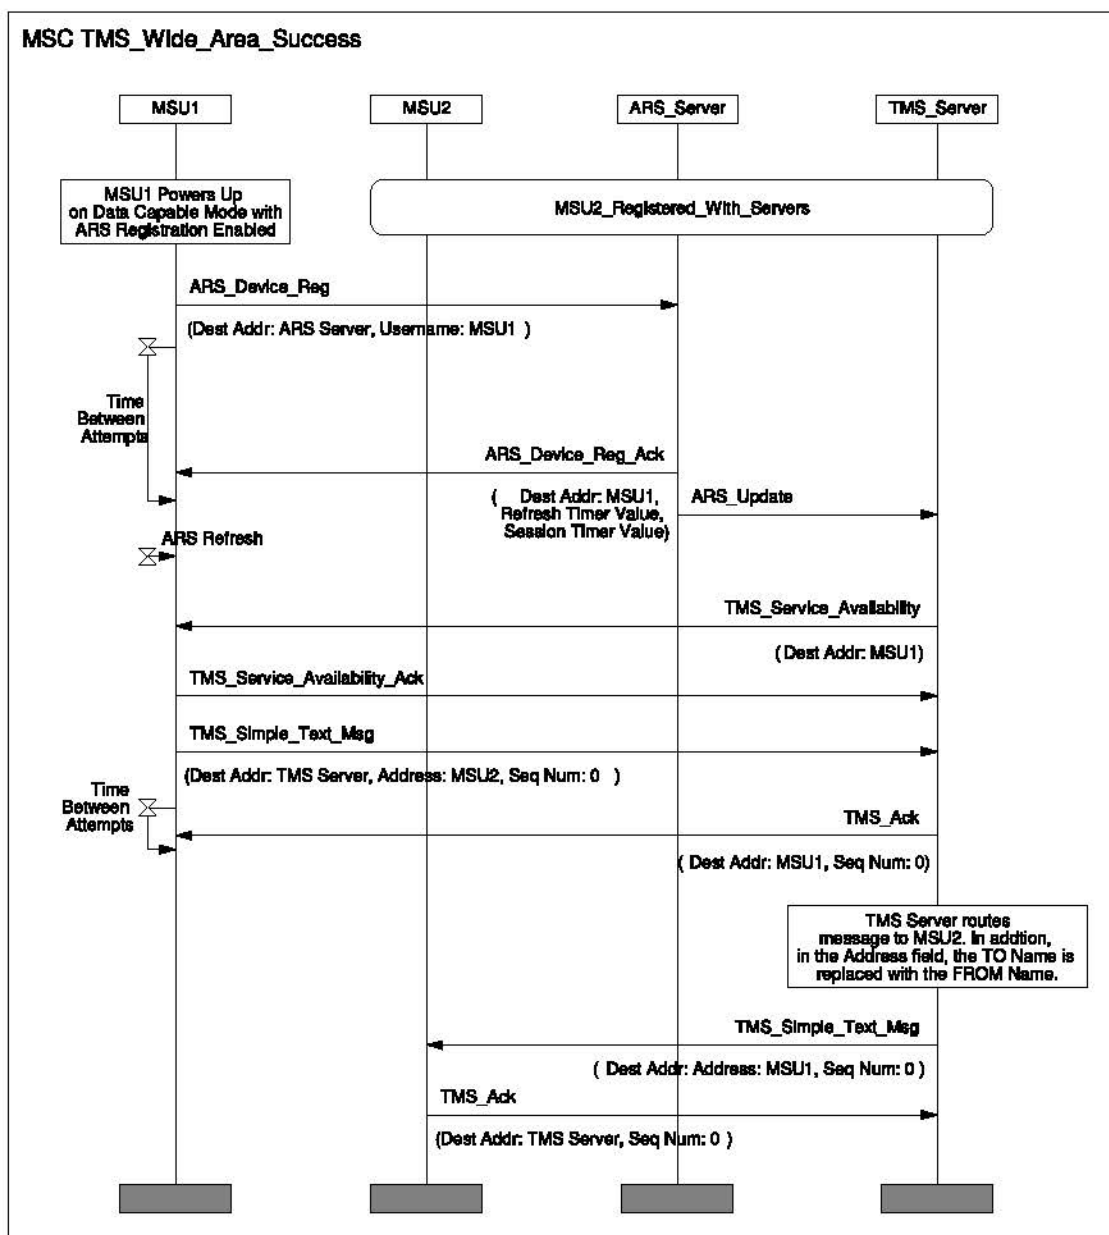 MSC TMS_Wide_Area_Success
MSU1
MSU2
ARS_Server
TMS_Server
MSU1 Powers Up
on Data Capable Mode with
ARS Registration Enabled
MSU2_Registered_With_Servers
ARS_Device_Reg
(Dest Addr: ARS Server, Username: MSU1 )
Time
Between
Attempts
ARS_Device_Reg_Ack
( Dest Addr: MSU1,
Refresh Timer Value,
Session Timer Value)
ARS_Update
ARS Refresh
TMS_Service_Availability
( Dest Addr: MSU1)
TMS_Service_Availability_Ack
TMS_Simple_Text_Msg
(Dest Addr: TMS Server, Address: MSU2, Seq Num: 0 )
Time
Between
Attempts
TMS_Ack
( Dest Addr: MSU1, Seq Num: 0)
TMS Server routes
message to MSU2. In addtion,
in the Address field, the TO Name is
replaced with the FROM Name.
TMS_Simple_Text_Msg
( Dest Addr: Address: MSU1, Seq Num: 0 )
TMS_Ack
(Dest Addr: TMS Server, Seq Num: 0 )